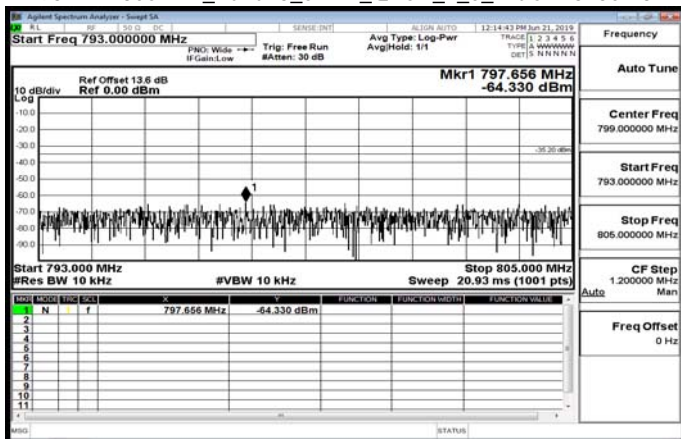 Agilent Spectrum Analyzer - Swept SA
RL RF 50 Ω DC SENSE:INT ALIGN AUTO 12:14:43 PM Jun 21, 2019
Start Freq 793.000000 MHz
PNO: Wide
IFGain:Low
Trig: Free Run
#Atten: 30 dB
Avg Type: Log-Pwr
Avg|Hold: 1/1
TRACE 1 2 3 4 5 6
TYPE A WWWWW
DET S NNNNN
Mkr1 797.656 MHz
-64.330 dBm
Ref Offset 13.6 dB
10 dB/div Ref 0.00 dBm
Log
-10.0
-20.0
-30.0
-35.20 dBm
-40.0
-50.0
-60.0
1
-70.0
-80.0
-90.0
Start 793.000 MHz Stop 805.000 MHz
#Res BW 10 kHz #VBW 10 kHz Sweep 20.93 ms (1001 pts)
MKR MODE TRC SCL X Y FUNCTION FUNCTION WIDTH FUNCTION VALUE
1 N 1 f 797.656 MHz -64.330 dBm
2
3
4
5
6
7
8
9
10
11
MSG STATUS
Frequency
Auto Tune
Center Freq
799.000000 MHz
Start Freq
793.000000 MHz
Stop Freq
805.000000 MHz
CF Step
1.200000 MHz
Auto Man
Freq Offset
0 Hz